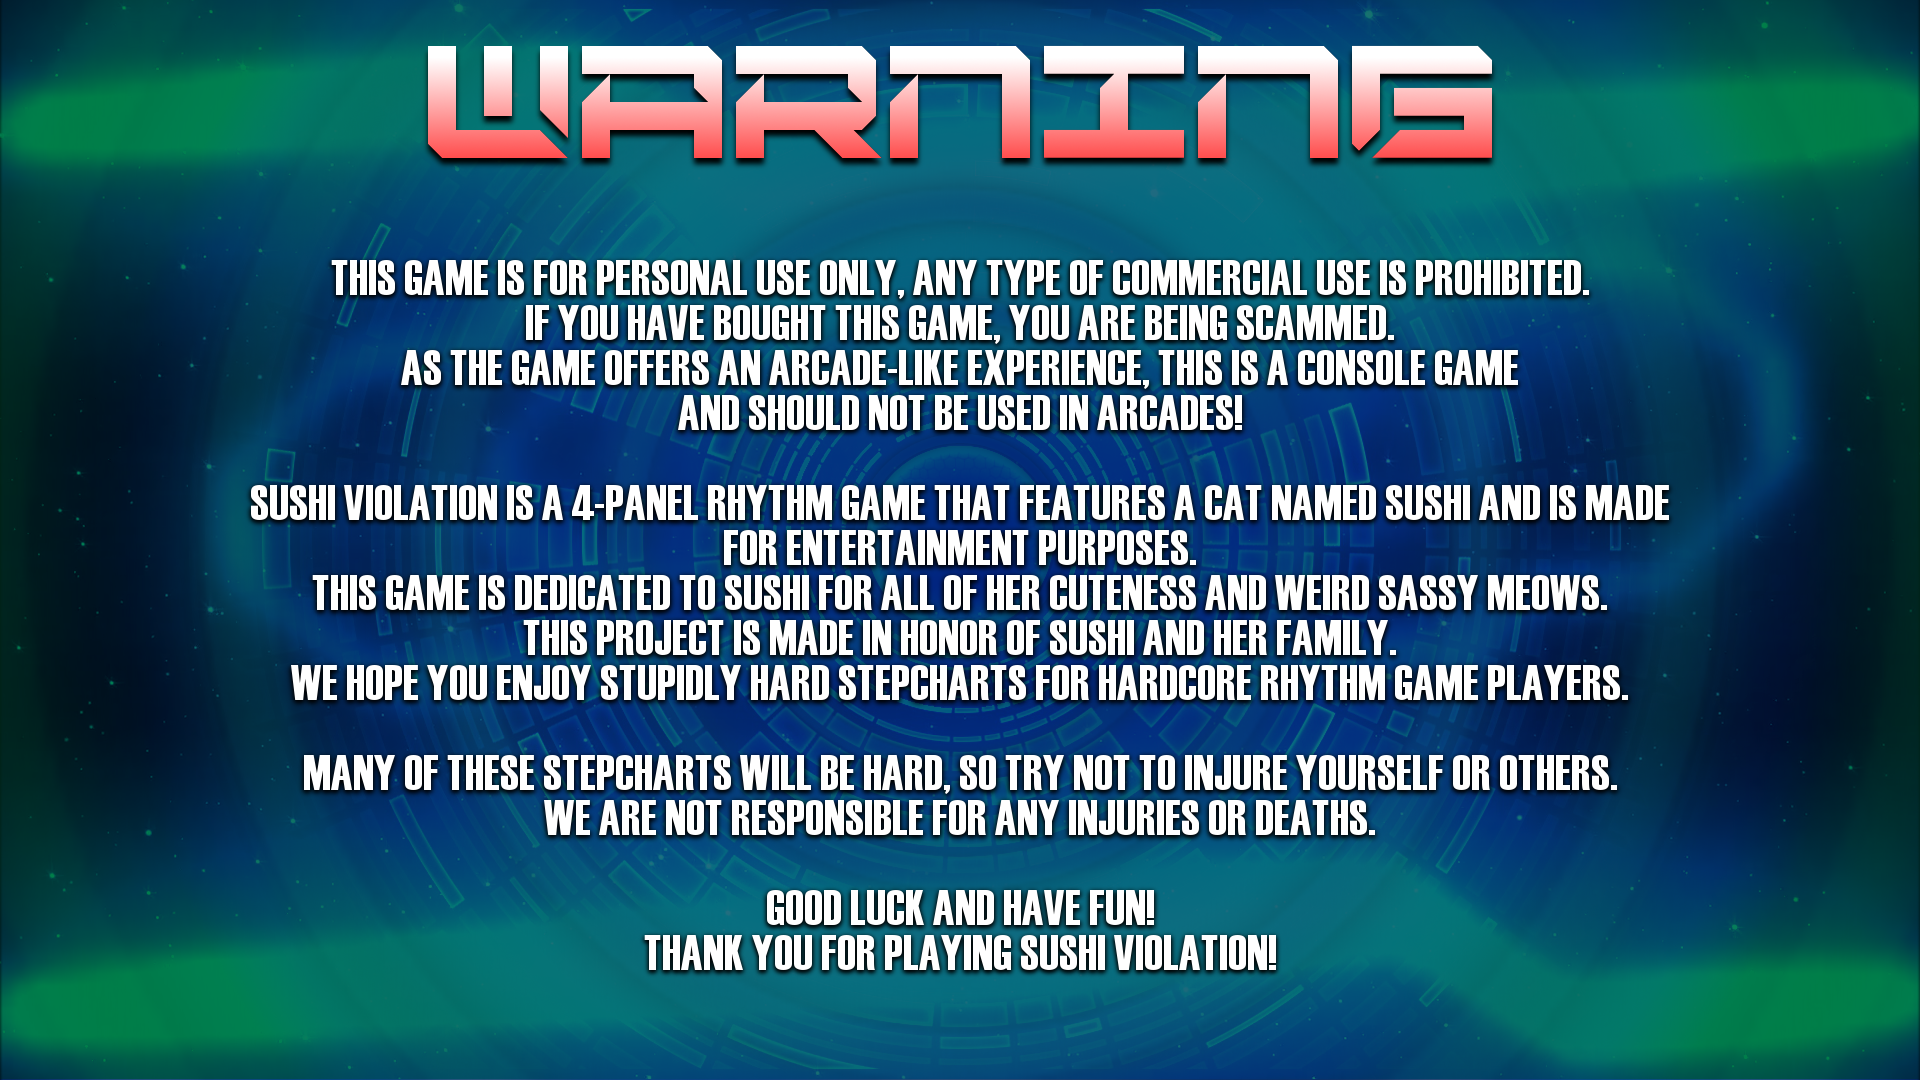 WARNING
THIS GAME IS FOR PERSONAL USE ONLY, ANY TYPE OF COMMERCIAL USE IS PROHIBITED.
IF YOU HAVE BOUGHT THIS GAME, YOU ARE BEING SCAMMED.
AS THE GAME OFFERS AN ARCADE-LIKE EXPERIENCE, THIS IS A CONSOLE GAME
AND SHOULD NOT BE USED IN ARCADES!
SUSHI VIOLATION IS A 4-PANEL RHYTHM GAME THAT FEATURES A CAT NAMED SUSHI AND IS MADE
FOR ENTERTAINMENT PURPOSES.
THIS GAME IS DEDICATED TO SUSHI FOR ALL OF HER CUTENESS AND WEIRD SASSY MEOWS.
THIS PROJECT IS MADE IN HONOR OF SUSHI AND HER FAMILY.
WE HOPE YOU ENJOY STUPIDLY HARD STEPCHARTS FOR HARDCORE RHYTHM GAME PLAYERS.
MANY OF THESE STEPCHARTS WILL BE HARD, SO TRY NOT TO INJURE YOURSELF OR OTHERS.
WE ARE NOT RESPONSIBLE FOR ANY INJURIES OR DEATHS.
GOOD LUCK AND HAVE FUN!
THANK YOU FOR PLAYING SUSHI VIOLATION!